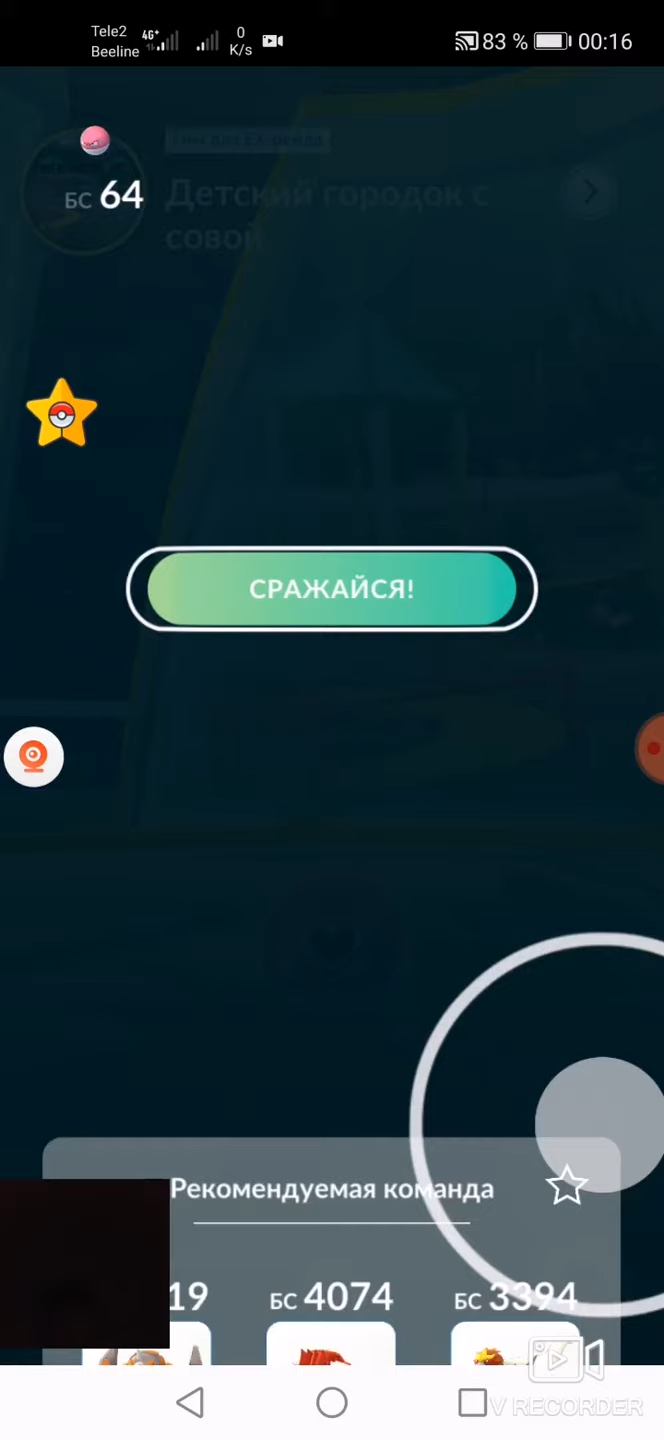 Tele2
Beeline
4G+
0
K/s
83 %
00:16
БС 64
Детский городок с
совой
СРАЖАЙСЯ!
Рекомендуемая команда
19
БС 4074
БС 3394
V RECORDER